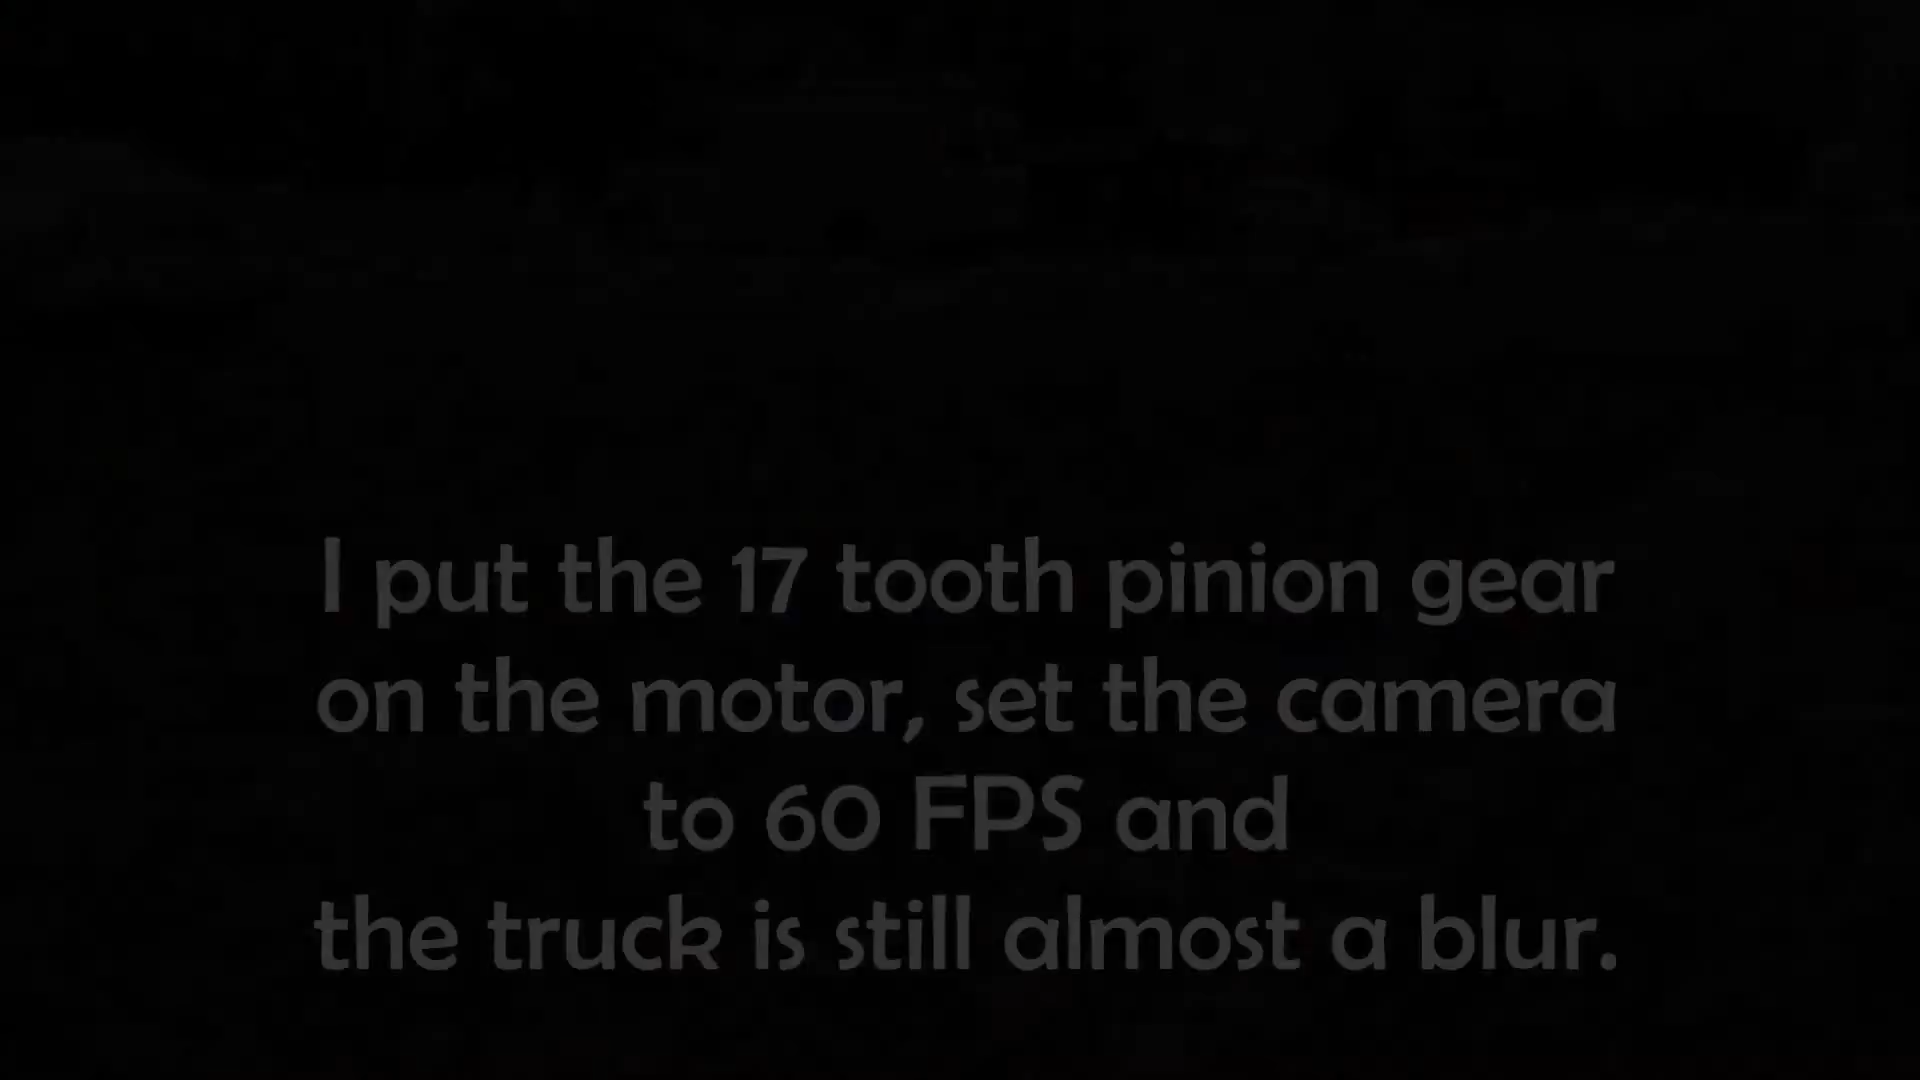 I put the 17 tooth pinion gear
on the motor, set the camera
to 60 FPS and
the truck is still almost a blur.